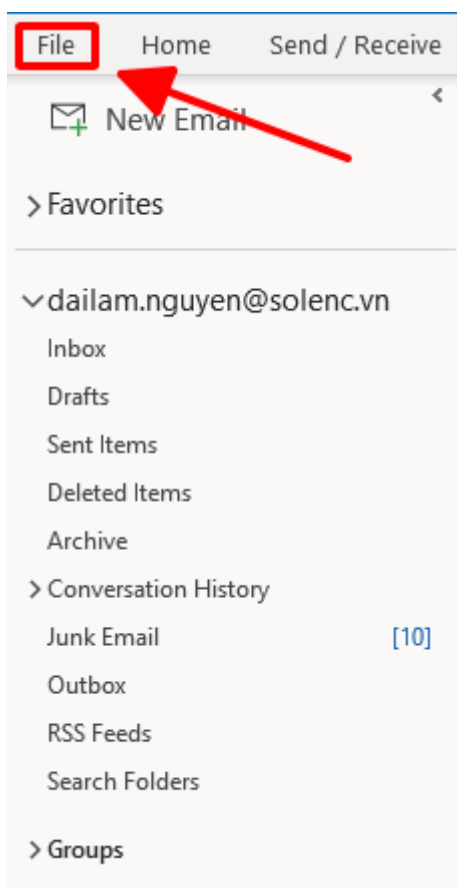 File Home Send / Receive
New Email
Favorites
dailam.nguyen@solenc.vn
Inbox
Drafts
Sent Items
Deleted Items
Archive
Conversation History
Junk Email [10]
Outbox
RSS Feeds
Search Folders
Groups